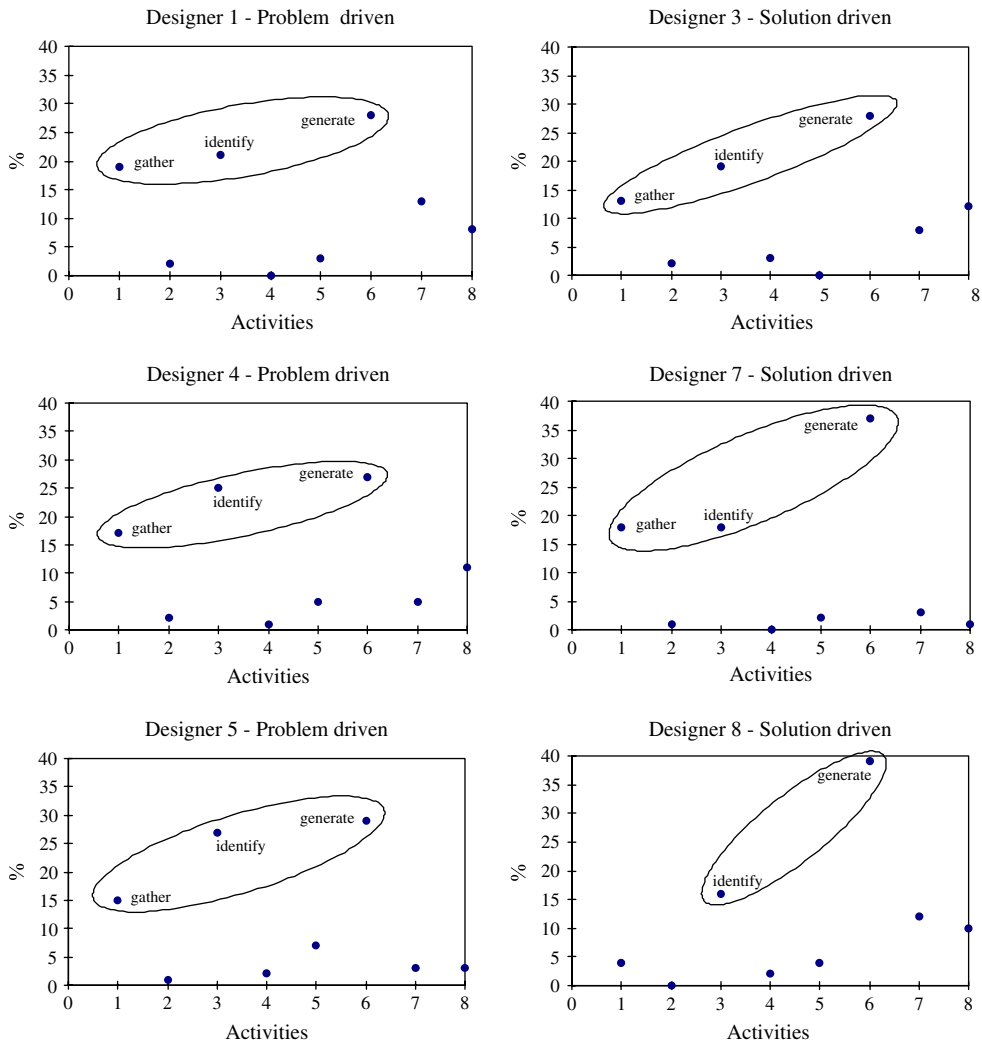 Designer 1 - Problem driven
40
35
30
25
20
15
10
5
0
%
generate
identify
gather
0 1 2 3 4 5 6 7 8
Activities
Designer 3 - Solution driven
40
35
30
25
20
15
10
5
0
%
generate
identify
gather
0 1 2 3 4 5 6 7 8
Activities
Designer 4 - Problem driven
40
35
30
25
20
15
10
5
0
%
generate
identify
gather
0 1 2 3 4 5 6 7 8
Activities
Designer 7 - Solution driven
40
35
30
25
20
15
10
5
0
%
generate
identify
gather
0 1 2 3 4 5 6 7 8
Activities
Designer 5 - Problem driven
40
35
30
25
20
15
10
5
0
%
generate
identify
gather
0 1 2 3 4 5 6 7 8
Activities
Designer 8 - Solution driven
40
35
30
25
20
15
10
5
0
%
generate
identify
0 1 2 3 4 5 6 7 8
Activities